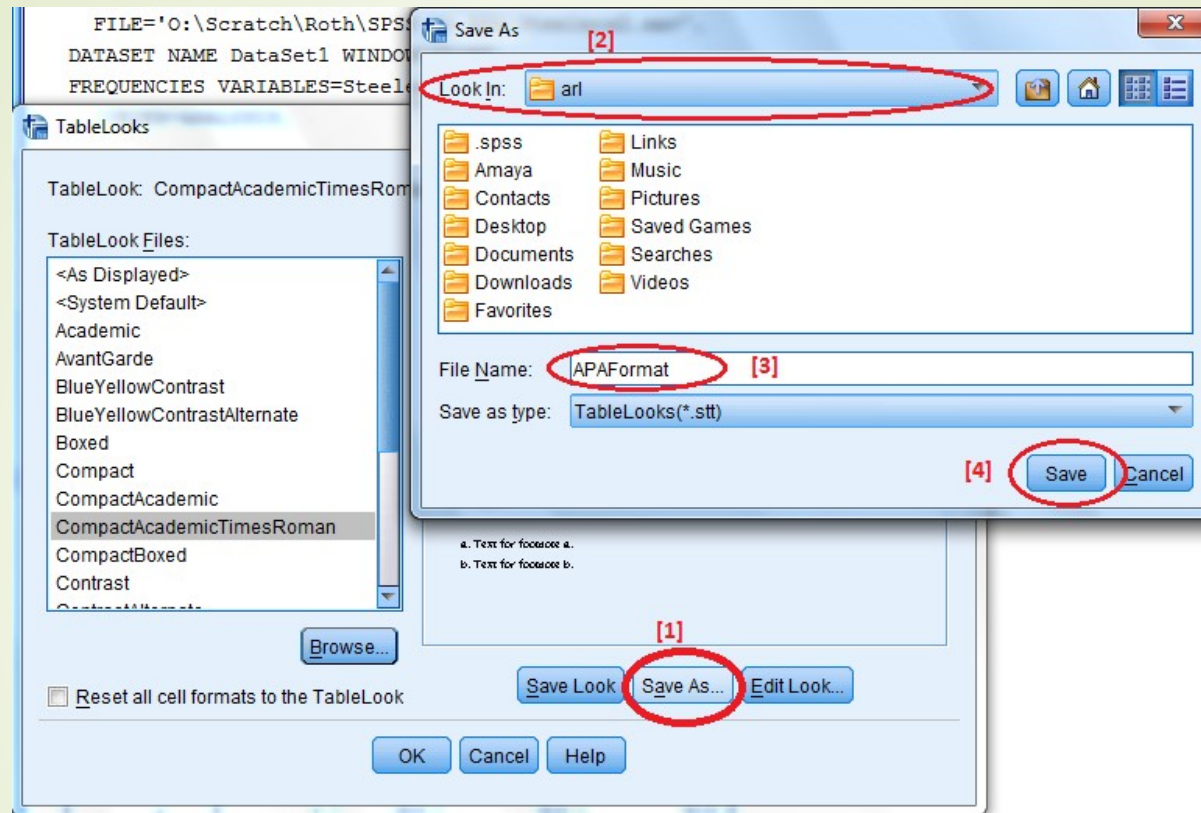 FILE='O:\Scratch\Roth\SPSS
DATASET NAME DataSet1 WINDOW
FREQUENCIES VARIABLES=Steele
Save As
[2]
Look In: arl
.spss
Amaya
Contacts
Desktop
Documents
Downloads
Favorites
Links
Music
Pictures
Saved Games
Searches
Videos
File Name: APAFormat [3]
Save as type: TableLooks(*.stt)
[4] Save Cancel
TableLooks
TableLook: CompactAcademicTimesRom
TableLook Files:
<As Displayed>
<System Default>
Academic
AvantGarde
BlueYellowContrast
BlueYellowContrastAlternate
Boxed
Compact
CompactAcademic
CompactAcademicTimesRoman
CompactBoxed
Contrast
ContrastAlternate
a. Text for footnote a.
b. Text for footnote b.
Browse...
[1]
Save Look Save As... Edit Look...
Reset all cell formats to the TableLook
OK Cancel Help